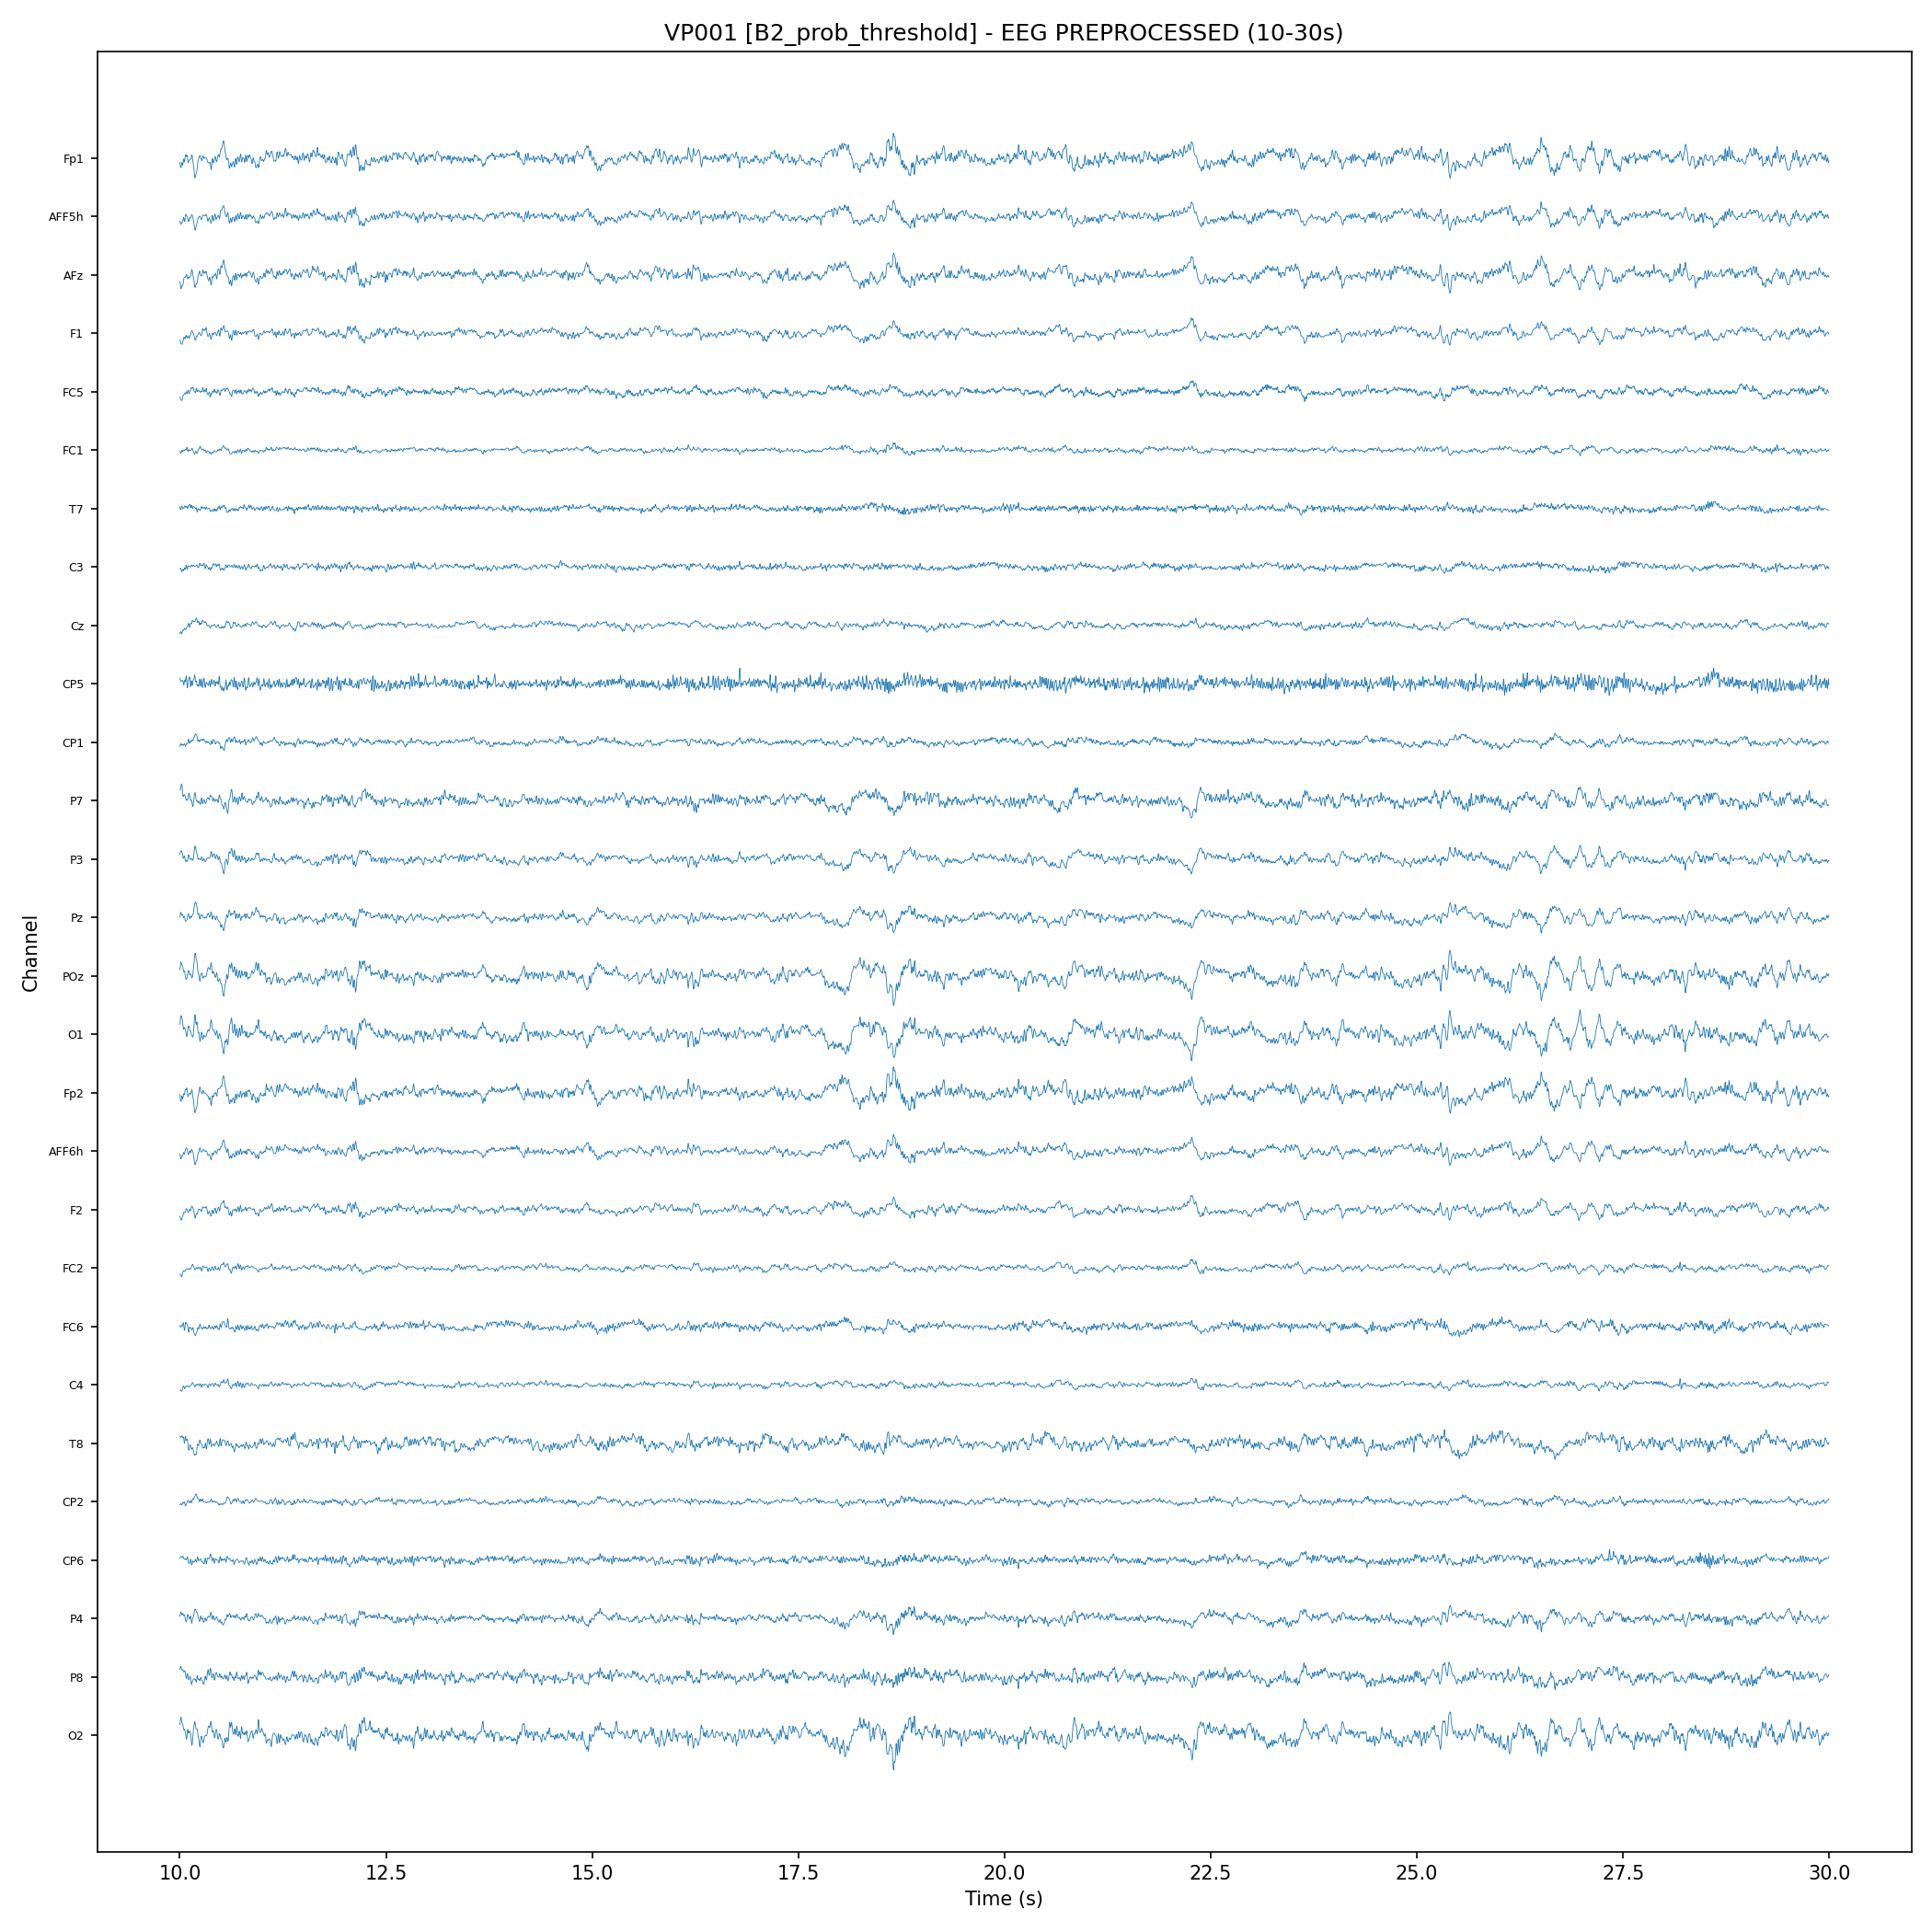 VP001 [B2_prob_threshold] - EEG PREPROCESSED (10-30s)
Channel
Fp1
AFF5h
AFz
F1
FC5
FC1
T7
C3
Cz
CP5
CP1
P7
P3
Pz
POz
O1
Fp2
AFF6h
F2
FC2
FC6
C4
T8
CP2
CP6
P4
P8
O2
10.0 12.5 15.0 17.5 20.0 22.5 25.0 27.5 30.0
Time (s)